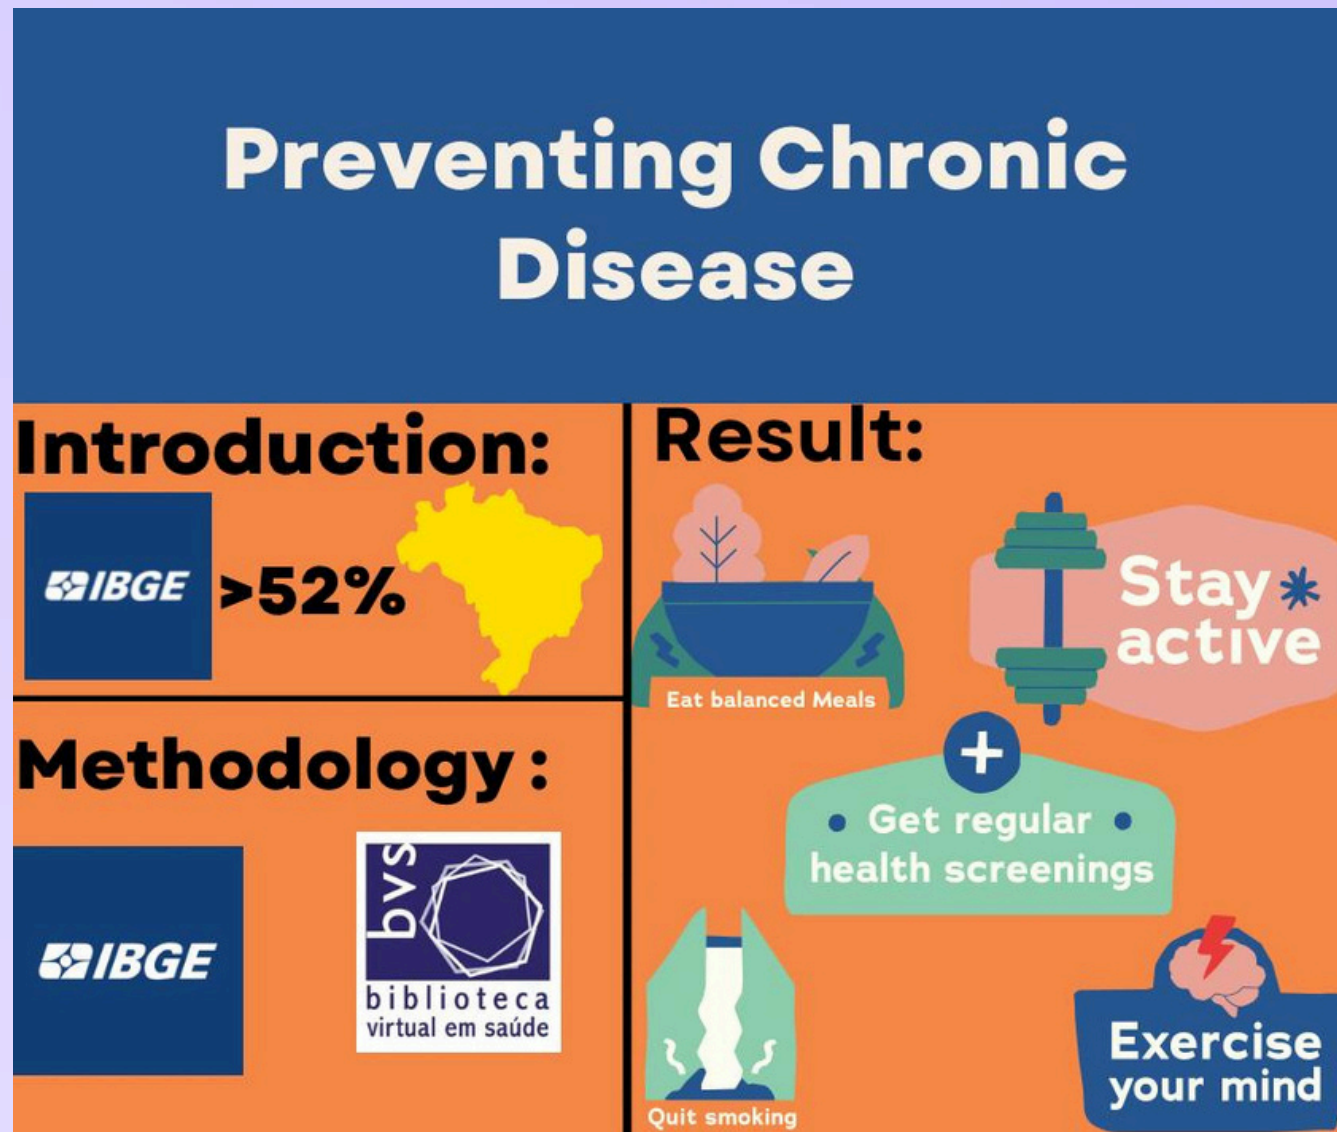 Preventing Chronic
Disease
Introduction:
IBGE
>52%
Methodology :
IBGE
bvs
biblioteca
virtual em saúde
Result:
Eat balanced Meals
Stay
active
Get regular
health screenings
Quit smoking
Exercise
your mind